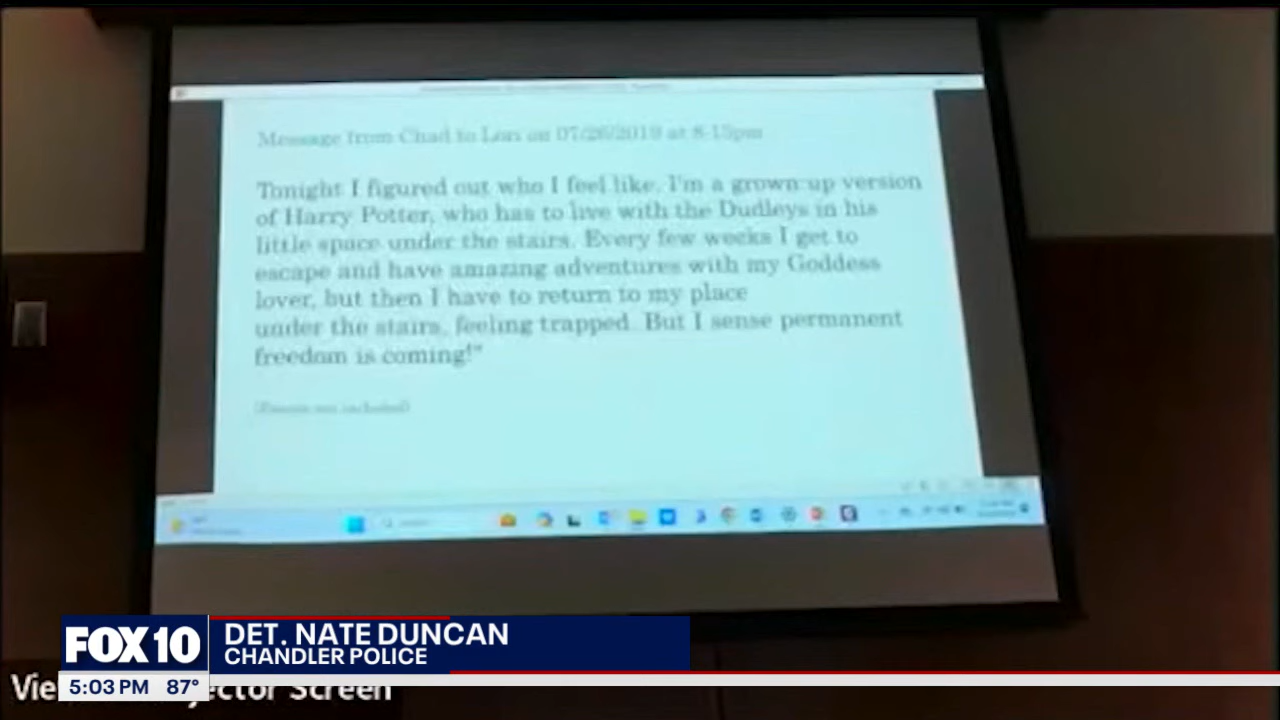 Message from Chad to Lori on 07/26/2019 at 8:15pm
Tonight I figured out who I feel like. I'm a grown-up version
of Harry Potter, who has to live with the Dudleys in his
little space under the stairs. Every few weeks I get to
escape and have amazing adventures with my Goddess
lover, but then I have to return to my place
under the stairs, feeling trapped. But I sense permanent
freedom is coming!"
FOX 10
DET. NATE DUNCAN
CHANDLER POLICE
5:03 PM 87°
Screen